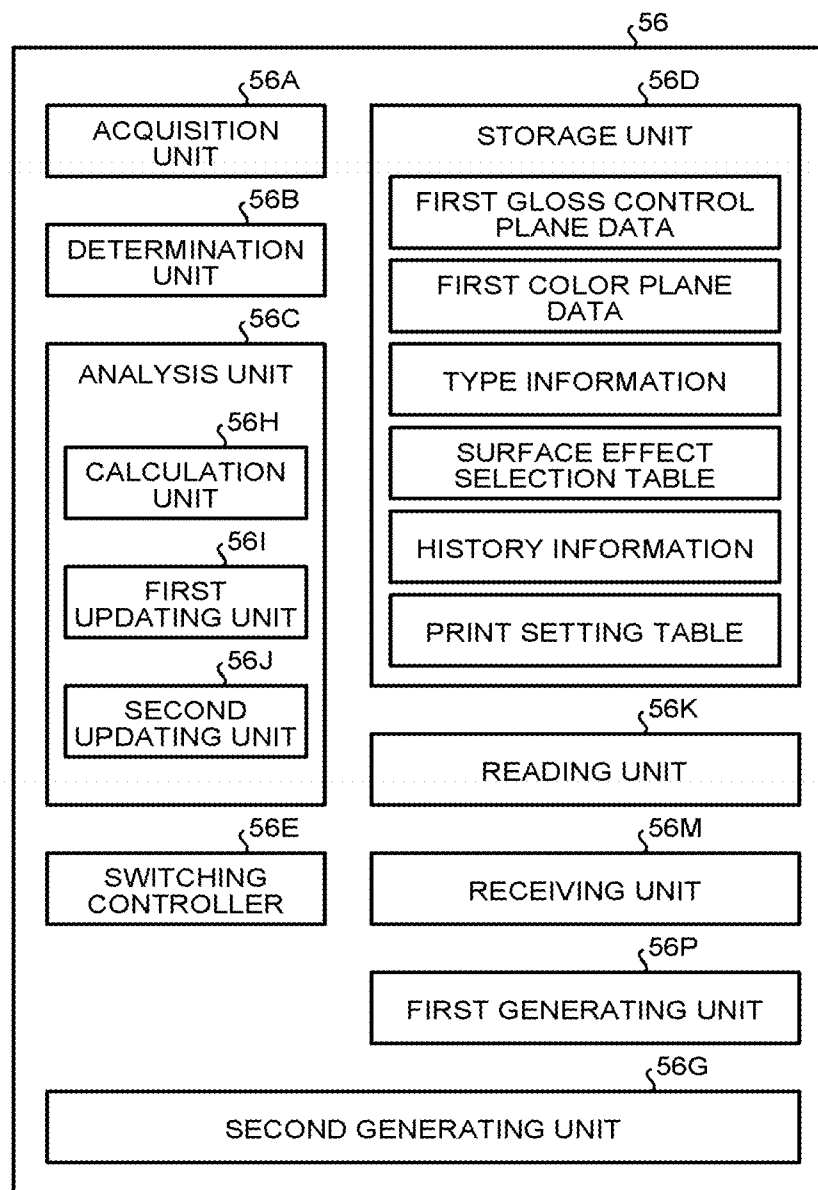 56
56A
ACQUISITION
UNIT
56B
DETERMINATION
UNIT
56C
ANALYSIS UNIT
56H
CALCULATION
UNIT
56I
FIRST
UPDATING UNIT
56J
SECOND
UPDATING UNIT
56E
SWITCHING
CONTROLLER
56D
STORAGE UNIT
FIRST GLOSS CONTROL
PLANE DATA
FIRST COLOR PLANE
DATA
TYPE INFORMATION
SURFACE EFFECT
SELECTION TABLE
HISTORY INFORMATION
PRINT SETTING TABLE
56K
READING UNIT
56M
RECEIVING UNIT
56P
FIRST GENERATING UNIT
56G
SECOND GENERATING UNIT